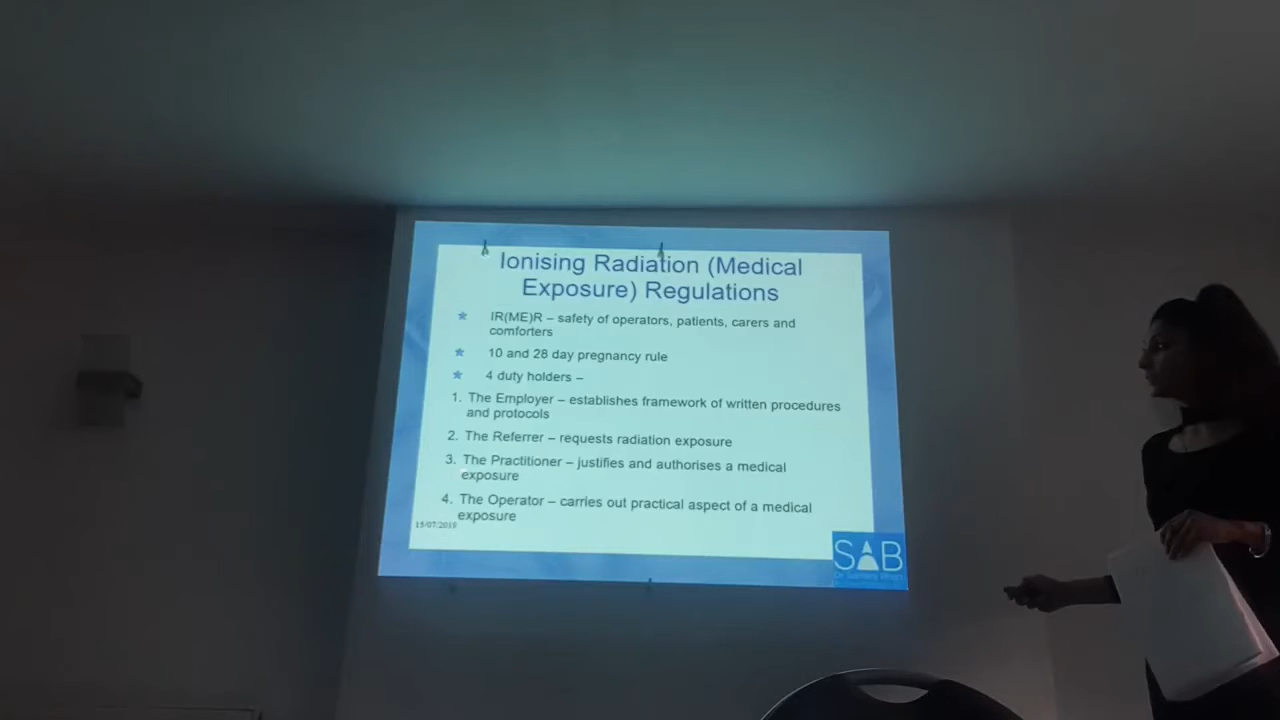 Ionising Radiation (Medical
Exposure) Regulations
IR(ME)R – safety of operators, patients, carers and
comforters
10 and 28 day pregnancy rule
4 duty holders –
1. The Employer – establishes framework of written procedures
and protocols
2. The Referrer – requests radiation exposure
3. The Practitioner – justifies and authorises a medical
exposure
4. The Operator – carries out practical aspect of a medical
exposure
15/07/2019
SAB